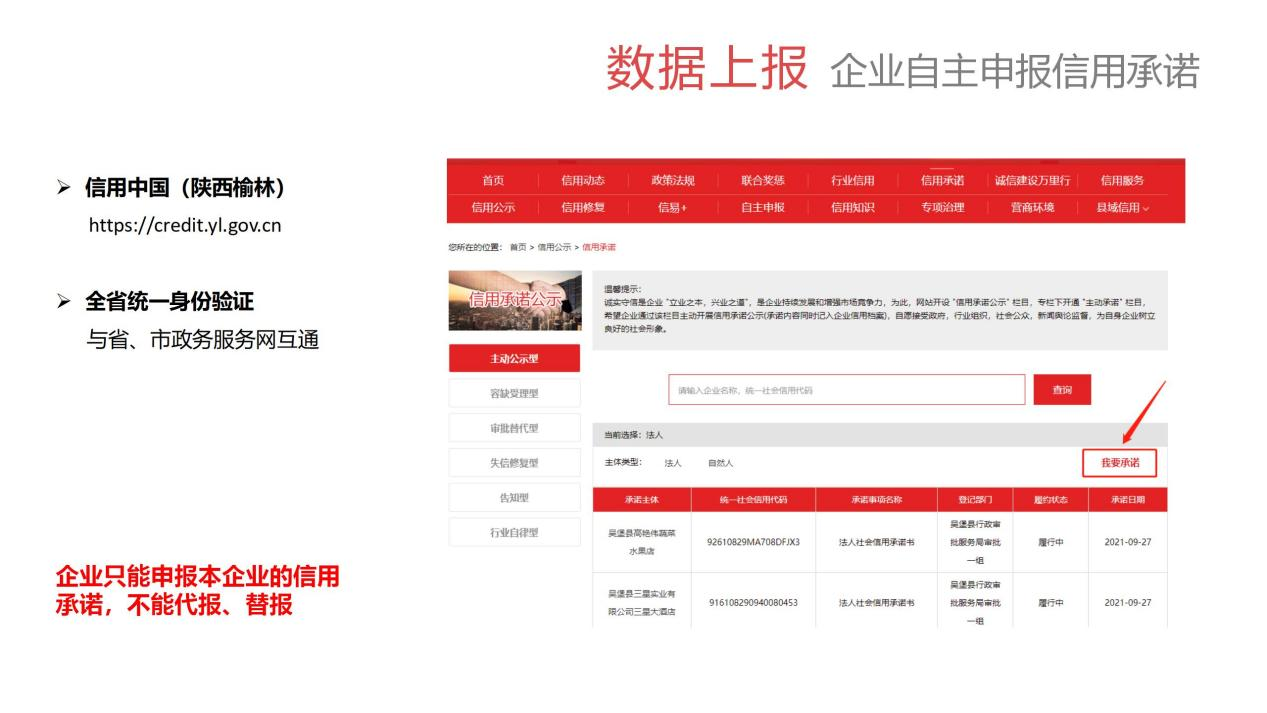 数据上报 企业自主申报信用承诺
➢ 信用中国（陕西榆林）
https://credit.yl.gov.cn
➢ 全省统一身份验证
与省、市政务服务网互通
企业只能申报本企业的信用
承诺，不能代报、替报
首页 信用动态 政策法规 联合奖惩 行业信用 信用承诺 诚信建设万里行 信用服务
信用公示 信用修复 信易+ 自主申报 信用知识 专项治理 营商环境 县域信用
您所在的位置： 首页 > 信用公示 > 信用承诺
信用承诺公示
主动公示型
容缺受理型
审批替代型
失信修复型
告知型
行业自律型
温馨提示：
诚实守信是企业“立业之本，兴业之道”，是企业持续发展和增强市场竞争力，为此，网站开设“信用承诺公示”栏目，专栏下开通“主动承诺”栏目，
希望企业通过该栏目主动开展信用承诺公示(承诺内容同时记入企业信用档案)，自愿接受政府，行业组织，社会公众，新闻舆论监督，为自身企业树立
良好的社会形象。
请输入企业名称，统一社会信用代码 查询
当前选择：法人
主体类型： 法人 自然人 我要承诺
承诺主体 统一社会信用代码 承诺事项名称 登记部门 履约状态 承诺日期
吴堡县高艳伟蔬菜
水果店
92610829MA708DFJX3 法人社会信用承诺书
吴堡县行政审
批服务局审批
一组
履行中 2021-09-27
吴堡县三星实业有
限公司三星大酒店
916108290940080453 法人社会信用承诺书
吴堡县行政审
批服务局审批
一组
履行中 2021-09-27